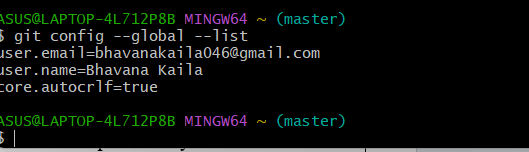 ASUS@LAPTOP-4L712P8B MINGW64 ~ (master)
$ git config --global --list
user.email=bhavanakaila046@gmail.com
user.name=Bhavana Kaila
core.autocrlf=true
ASUS@LAPTOP-4L712P8B MINGW64 ~ (master)
$